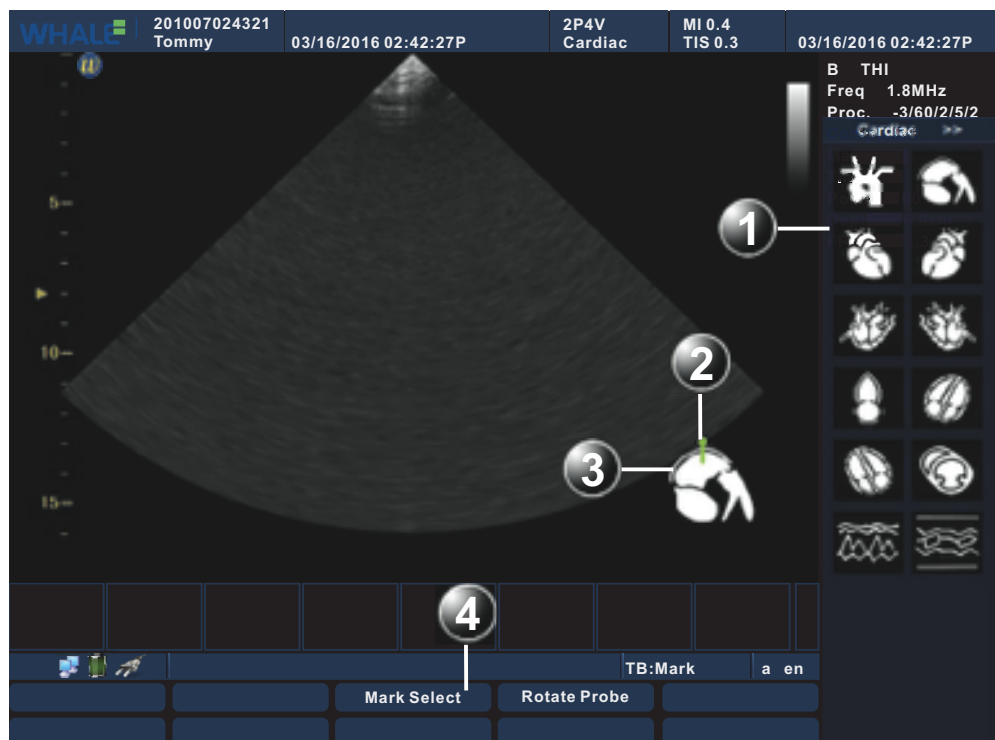 WHALE
201007024321
Tommy
03/16/2016 02:42:27P
2P4V
Cardiac
MI 0.4
TIS 0.3
03/16/2016 02:42:27P
B THI
Freq 1.8MHz
Proc. -3/60/2/5/2
Cardiac >>
5
10
15
1
2
3
4
TB:Mark
a en
Mark Select
Rotate Probe